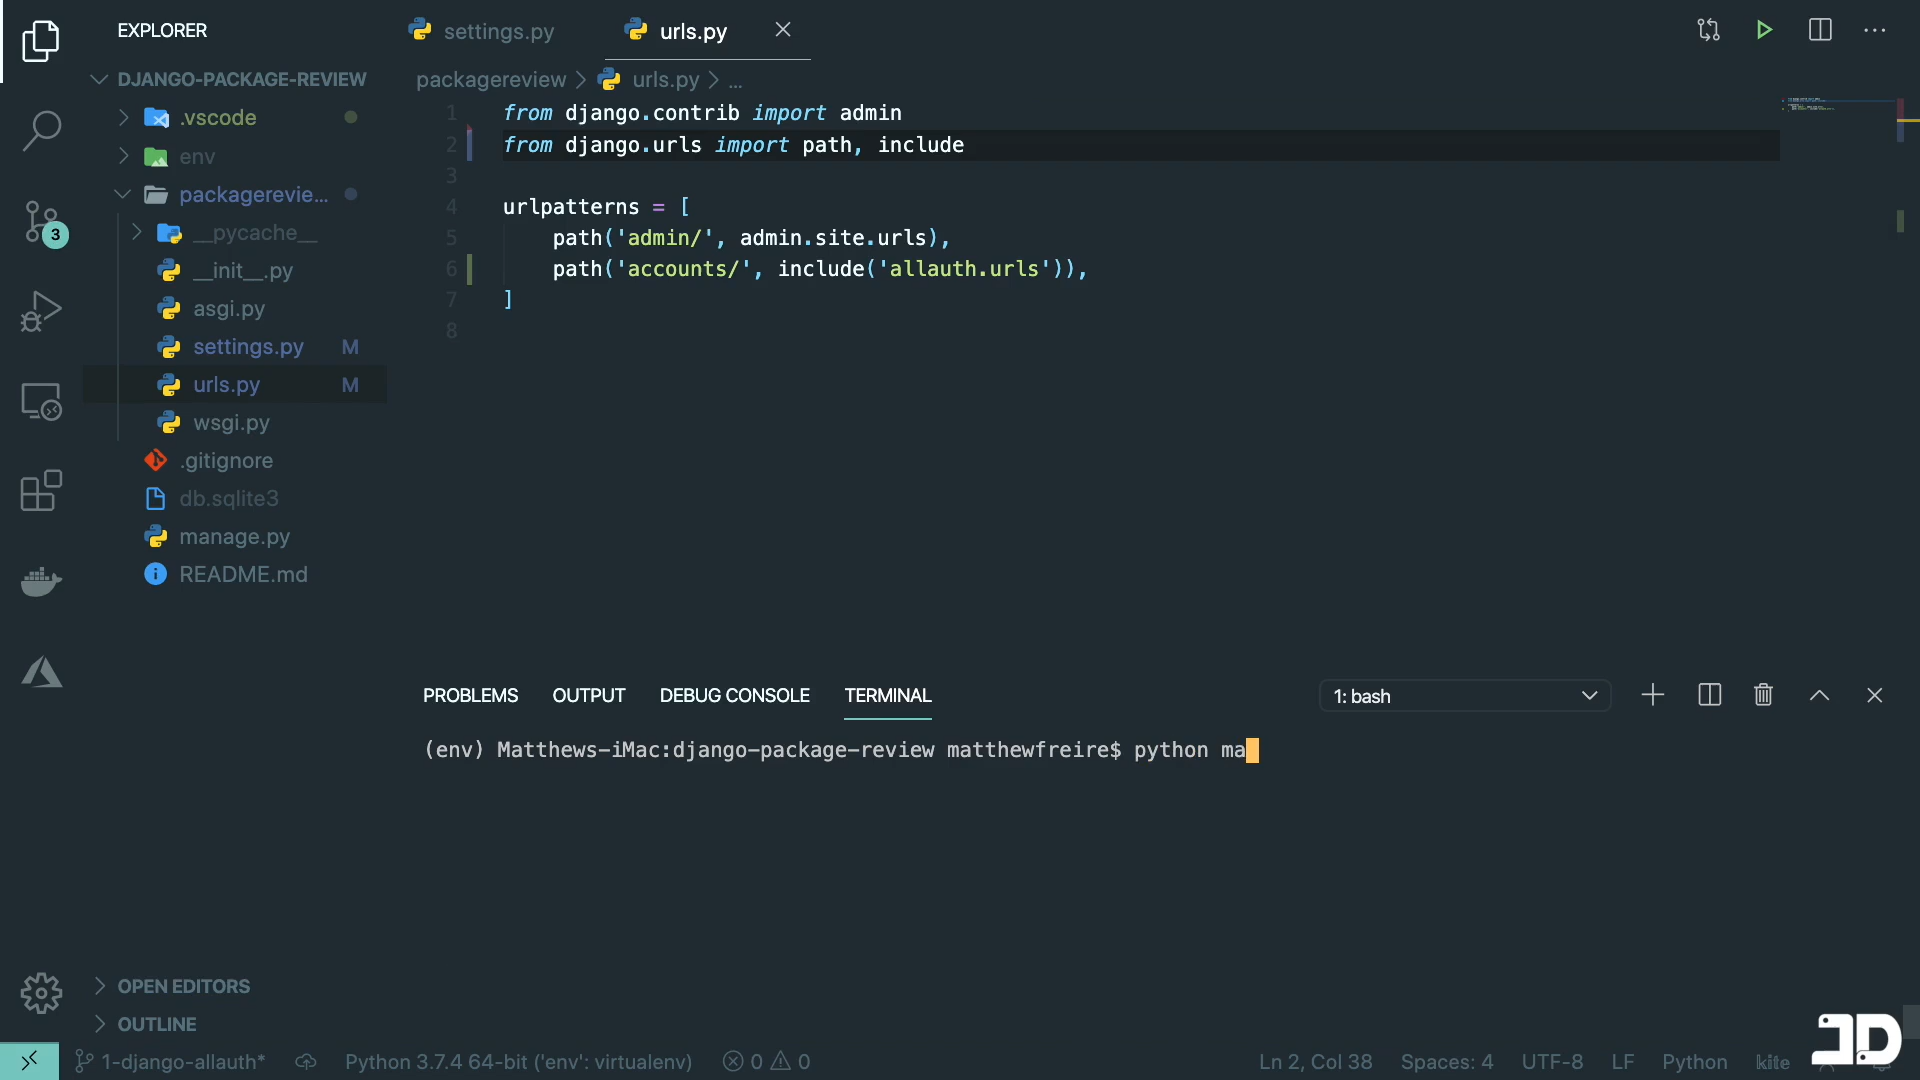 EXPLORER
settings.py
urls.py
DJANGO-PACKAGE-REVIEW
.vscode
env
packagerevie...
__pycache__
__init__.py
asgi.py
settings.py M
urls.py M
wsgi.py
.gitignore
db.sqlite3
manage.py
README.md
OPEN EDITORS
OUTLINE
3
packagereview > urls.py > ...
1 from django.contrib import admin
2 from django.urls import path, include
3
4 urlpatterns = [
5 path('admin/', admin.site.urls),
6 path('accounts/', include('allauth.urls')),
7 ]
8
PROBLEMS OUTPUT DEBUG CONSOLE TERMINAL
1: bash
(env) Matthews-iMac:django-package-review matthewfreire$ python ma
1-django-allauth* Python 3.7.4 64-bit ('env': virtualenv) 0 0 Ln 2, Col 38 Spaces: 4 UTF-8 LF Python kite
JD